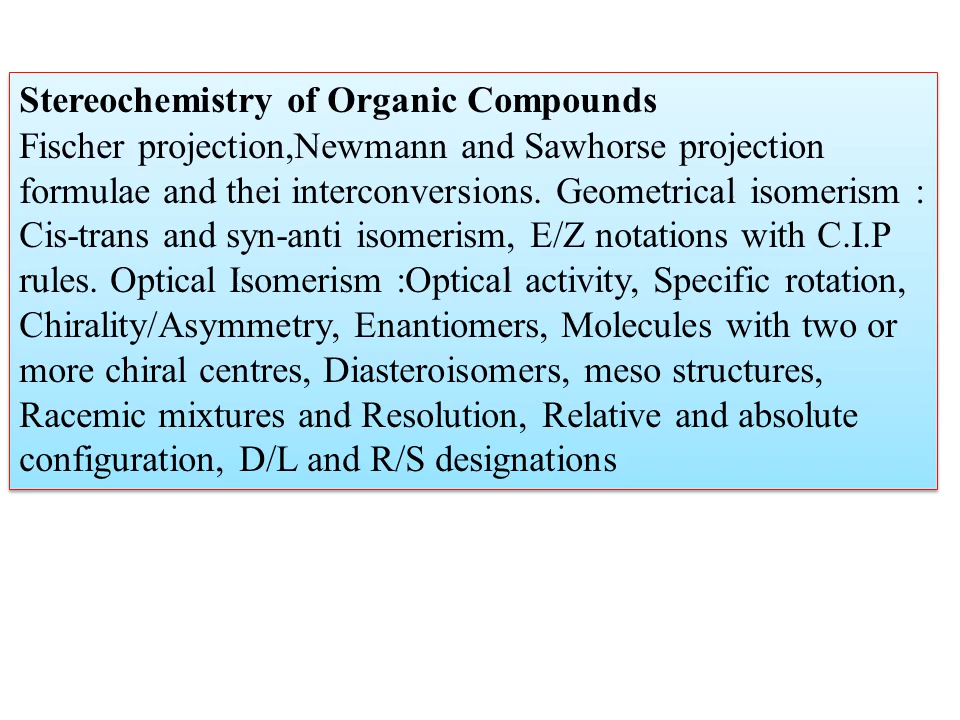 Stereochemistry of Organic Compounds
Fischer projection,Newmann and Sawhorse projection
formulae and thei interconversions. Geometrical isomerism :
Cis-trans and syn-anti isomerism, E/Z notations with C.I.P
rules. Optical Isomerism :Optical activity, Specific rotation,
Chirality/Asymmetry, Enantiomers, Molecules with two or
more chiral centres, Diasteroisomers, meso structures,
Racemic mixtures and Resolution, Relative and absolute
configuration, D/L and R/S designations